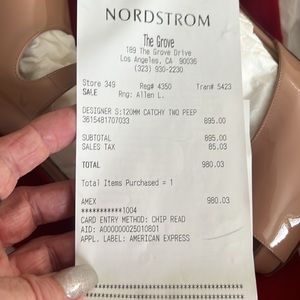 NORDSTROM
The Grove
189 The Grove Drive
Los Angeles, CA 90036
(323) 930-2230
Store 349 Reg# 4350 Tran# 5423
SALE Rng: Allen L.
DESIGNER S:120MM CATCHY TWO PEEP
3615481707033 895.00
SUBTOTAL 895.00
SALES TAX 85.03
TOTAL 980.03
Total Items Purchased = 1
AMEX 980.03
***********1004
CARD ENTRY METHOD: CHIP READ
AID: A000000025010801
APPL. LABEL: AMERICAN EXPRESS